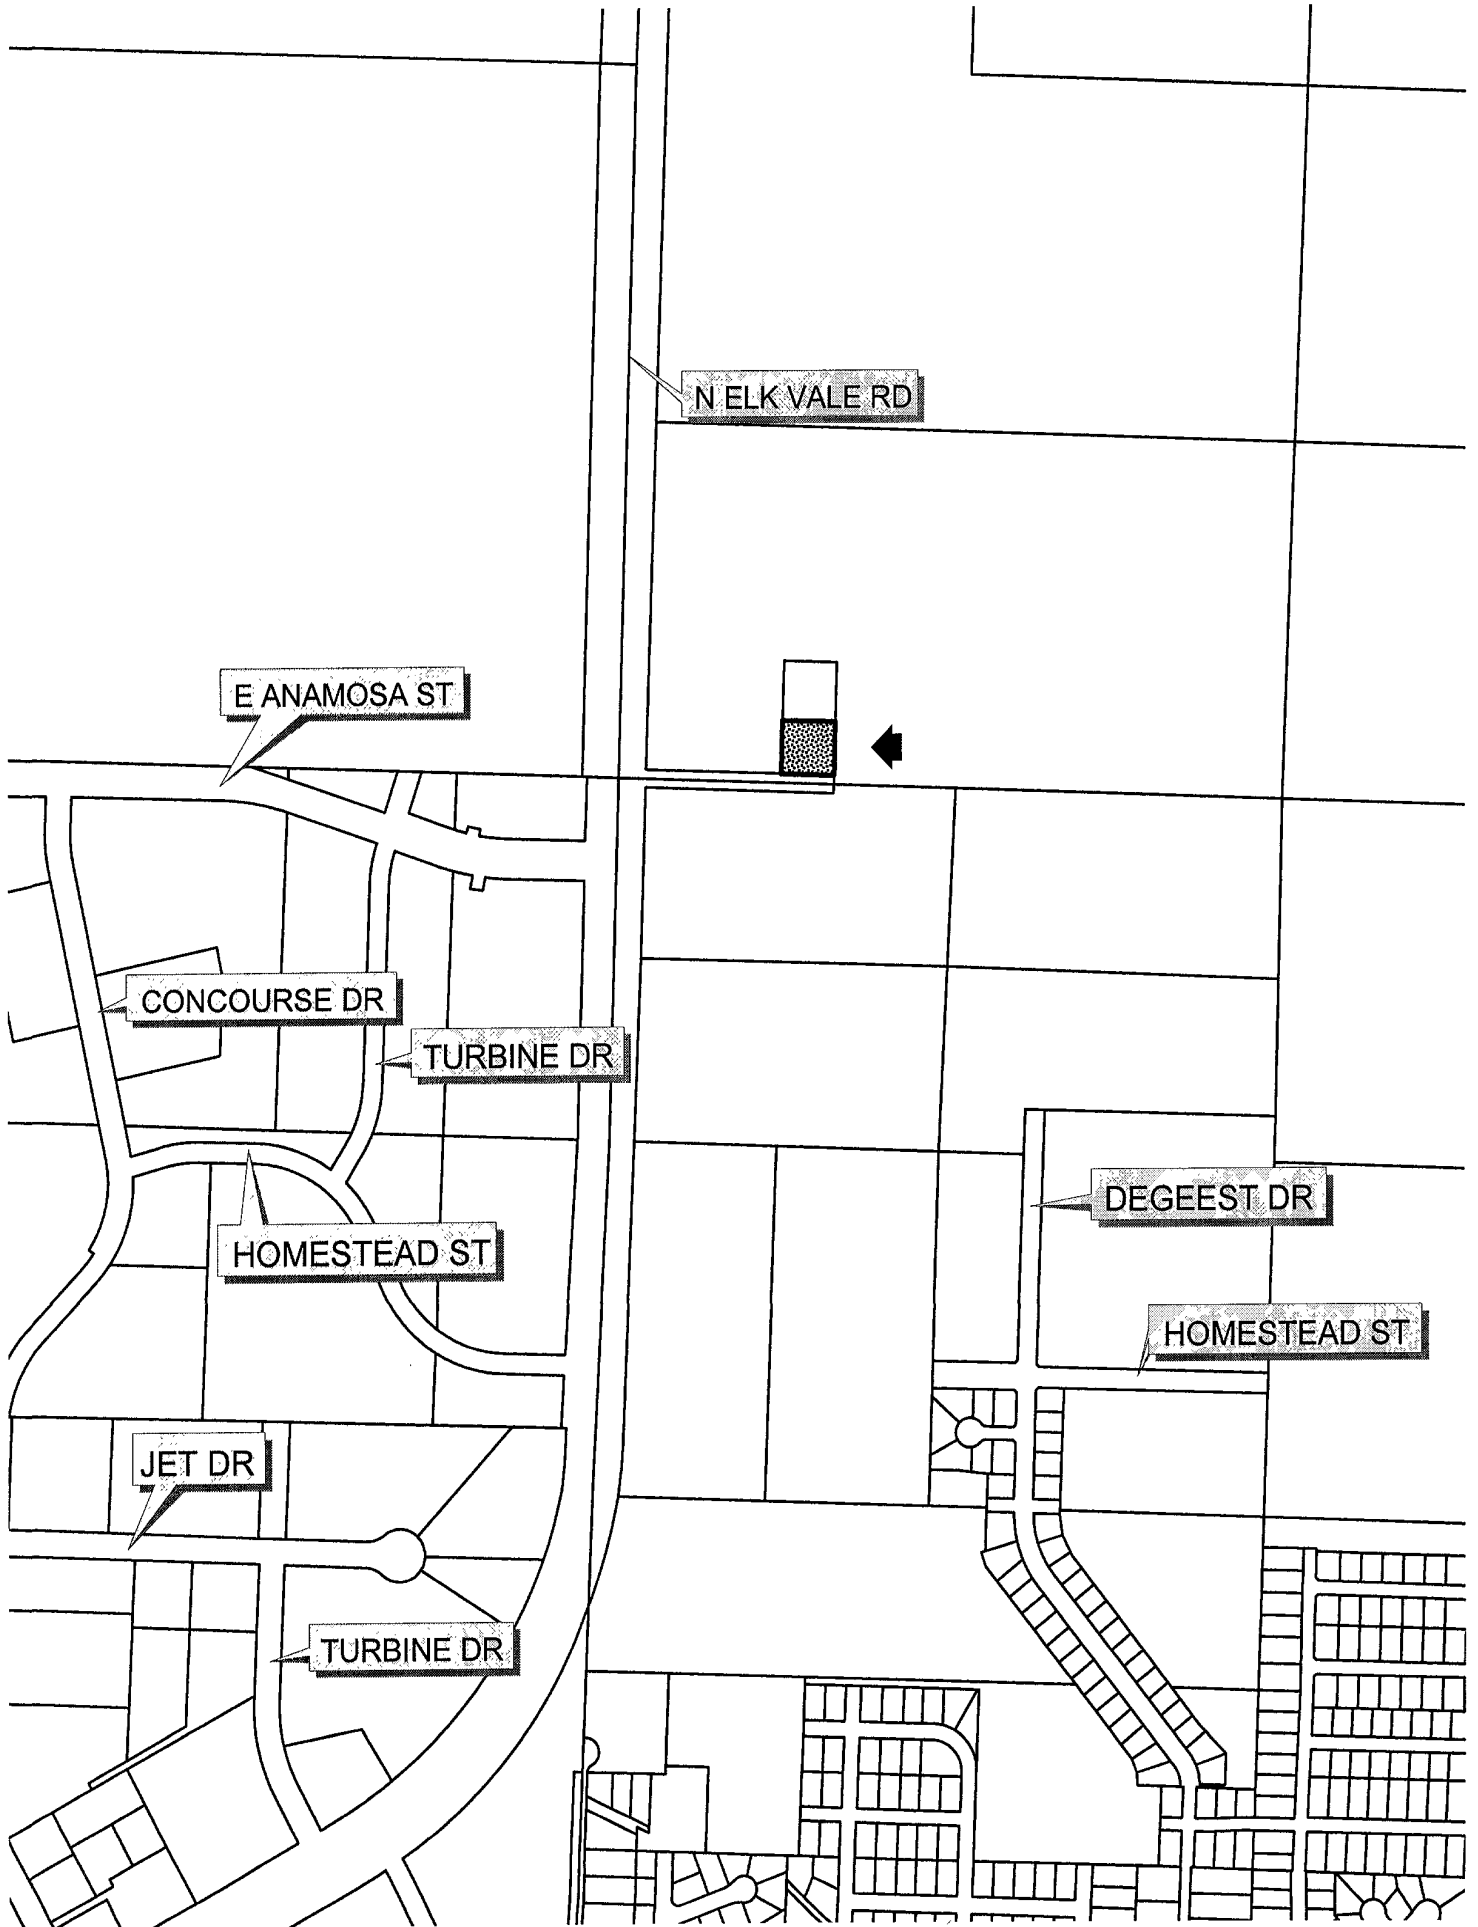 N ELK VALE RD
E ANAMOSA ST
CONCOURSE DR
TURBINE DR
DEGEEST DR
HOMESTEAD ST
HOMESTEAD ST
JET DR
TURBINE DR